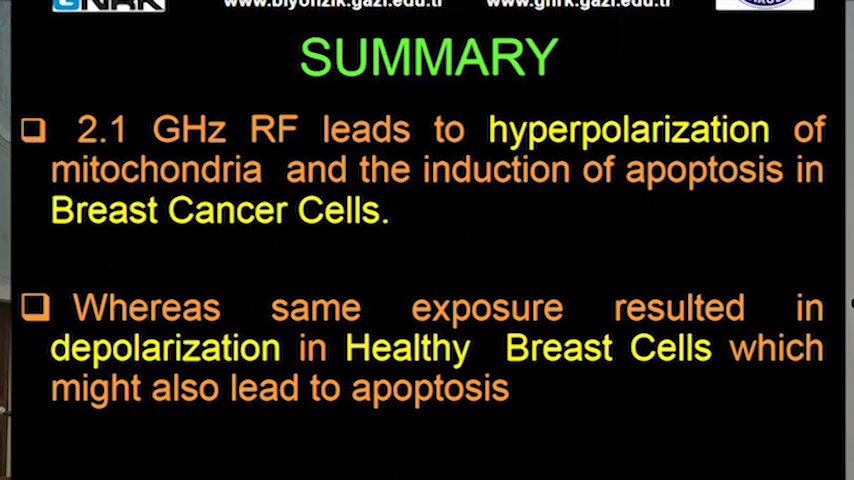 GNRK www.biyofizik.gazi.edu.tr www.gnrk.gazi.edu.tr
SUMMARY
❑ 2.1 GHz RF leads to hyperpolarization of
mitochondria and the induction of apoptosis in
Breast Cancer Cells.
❑ Whereas same exposure resulted in
depolarization in Healthy Breast Cells which
might also lead to apoptosis